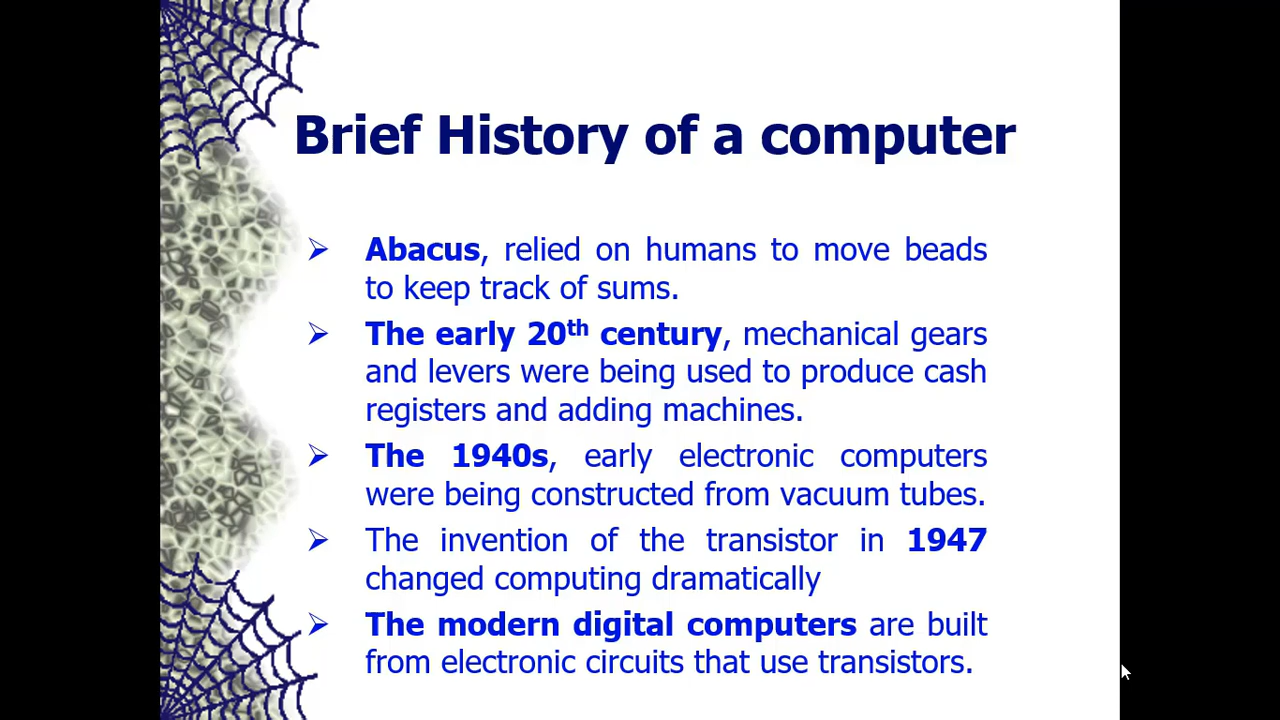 Brief History of a computer
Abacus, relied on humans to move beads
to keep track of sums.
The early 20th century, mechanical gears
and levers were being used to produce cash
registers and adding machines.
The 1940s, early electronic computers
were being constructed from vacuum tubes.
The invention of the transistor in 1947
changed computing dramatically
The modern digital computers are built
from electronic circuits that use transistors.